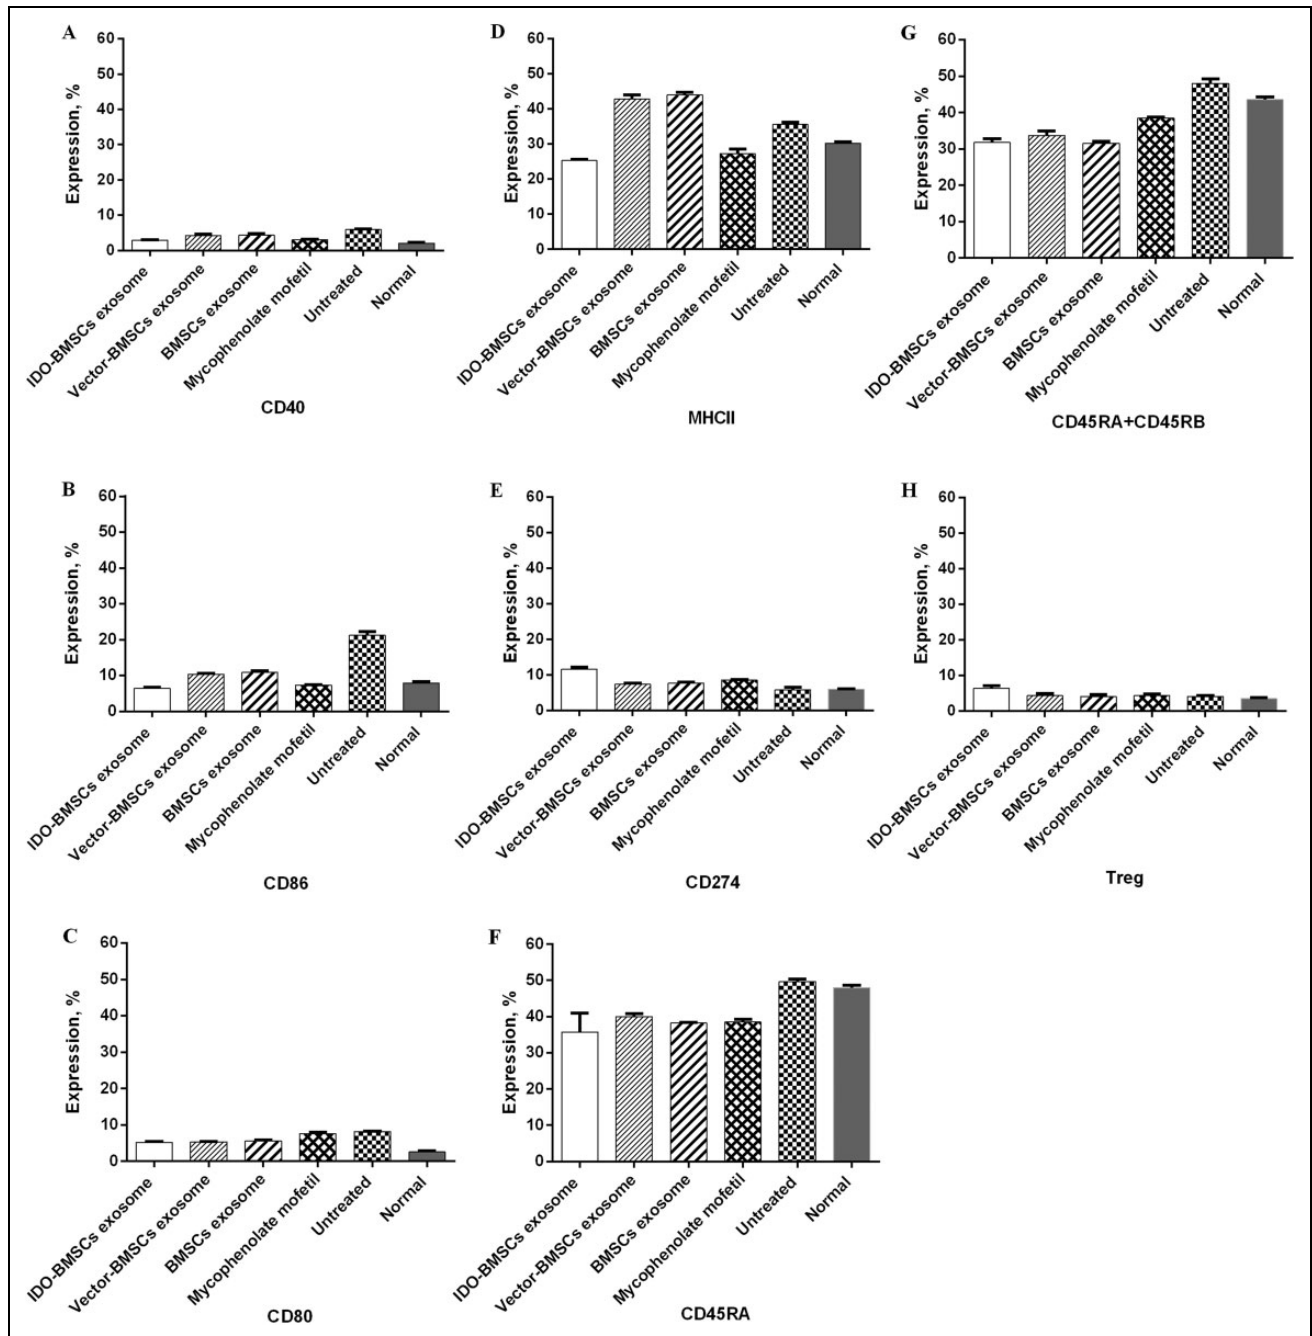 A
Expression, %
60
50
40
30
20
10
0
IDO-BMSCs exosome
Vector-BMSCs exosome
BMSCs exosome
Mycophenolate mofetil
Untreated
Normal
CD40
D
Expression, %
60
50
40
30
20
10
0
IDO-BMSCs exosome
Vector-BMSCs exosome
BMSCs exosome
Mycophenolate mofetil
Untreated
Normal
MHCII
G
Expression, %
60
50
40
30
20
10
0
IDO-BMSCs exosome
Vector-BMSCs exosome
BMSCs exosome
Mycophenolate mofetil
Untreated
Normal
CD45RA+CD45RB
B
Expression, %
60
50
40
30
20
10
0
IDO-BMSCs exosome
Vector-BMSCs exosome
BMSCs exosome
Mycophenolate mofetil
Untreated
Normal
CD86
E
Expression, %
60
50
40
30
20
10
0
IDO-BMSCs exosome
Vector-BMSCs exosome
BMSCs exosome
Mycophenolate mofetil
Untreated
Normal
CD274
H
Expression, %
60
50
40
30
20
10
0
IDO-BMSCs exosome
Vector-BMSCs exosome
BMSCs exosome
Mycophenolate mofetil
Untreated
Normal
Treg
C
Expression, %
60
50
40
30
20
10
0
IDO-BMSCs exosome
Vector-BMSCs exosome
BMSCs exosome
Mycophenolate mofetil
Untreated
Normal
CD80
F
Expression, %
60
50
40
30
20
10
0
IDO-BMSCs exosome
Vector-BMSCs exosome
BMSCs exosome
Mycophenolate mofetil
Untreated
Normal
CD45RA